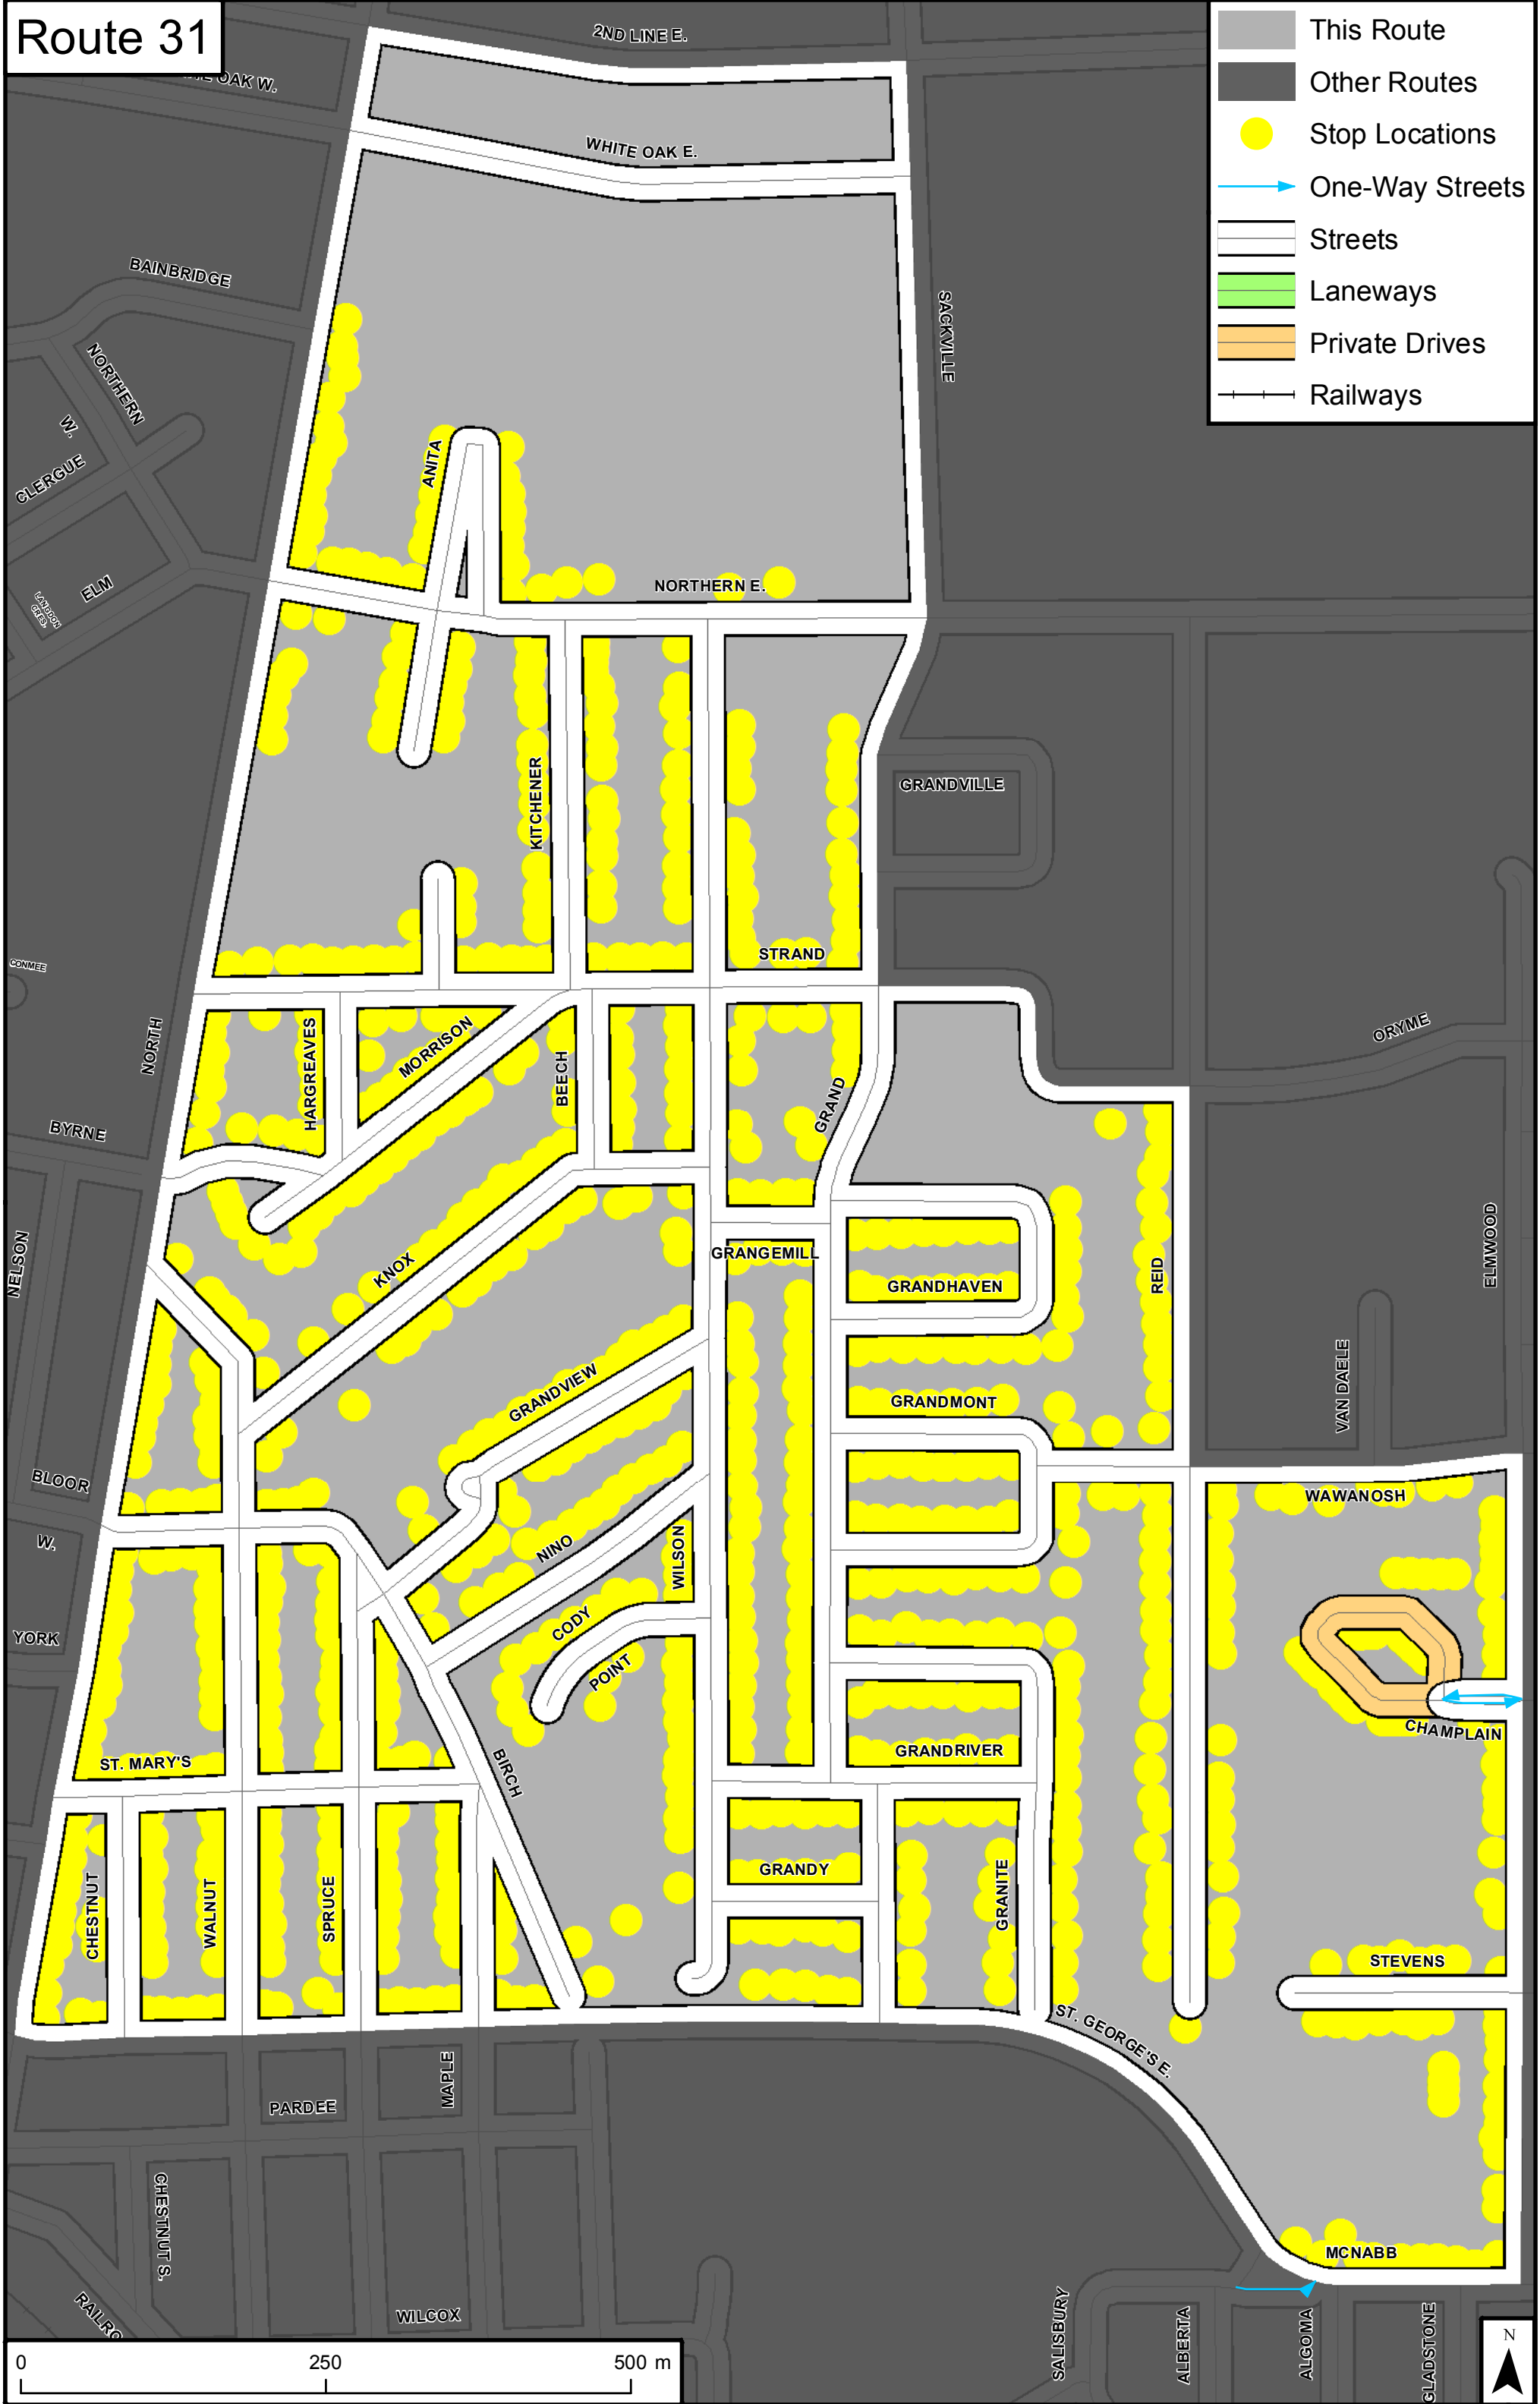 Route 31
This Route
Other Routes
Stop Locations
One-Way Streets
Streets
Laneways
Private Drives
Railways
2ND LINE E.
OAK W.
WHITE OAK E.
BAINBRIDGE
NORTHERN
SACKVILLE
W.
CLERGUE
ANITA
ELM
LANGDON
CRES.
NORTHERN E.
KITCHENER
GRANDVILLE
STRAND
CONMEE
NORTH
HARGREAVES
MORRISON
BEECH
GRAND
ORYME
BYRNE
NELSON
KNOX
GRANGEMILL
GRANDHAVEN
REID
ELMWOOD
GRANDVIEW
GRANDMONT
VAN DAELE
BLOOR
W.
WAWANOSH
NINO
WILSON
CODY
POINT
YORK
ST. MARY'S
BIRCH
GRANDRIVER
CHAMPLAIN
CHESTNUT
WALNUT
SPRUCE
GRANDY
GRANITE
STEVENS
ST. GEORGE'S E.
MAPLE
PARDEE
CHESTNUT S.
MCNABB
RAILRO
WILCOX
SALISBURY
ALBERTA
ALGOMA
GLADSTONE
N
0 250 500 m